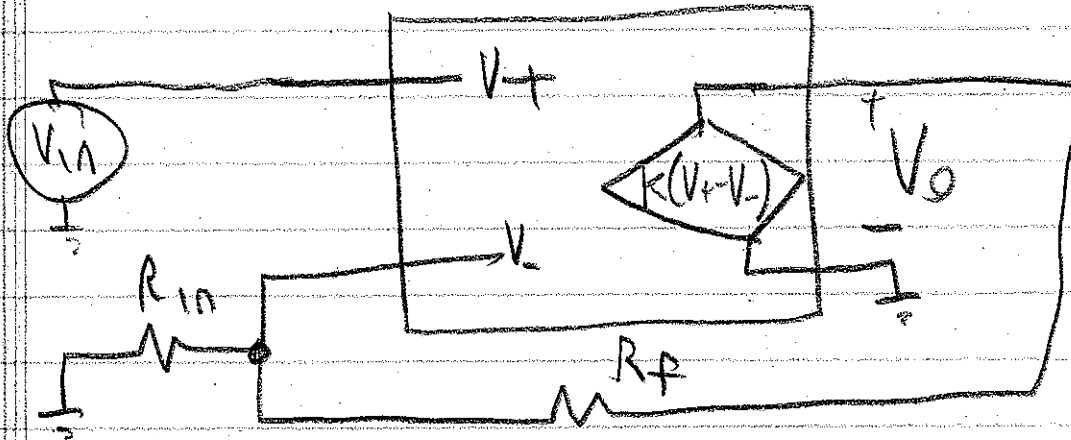 V+
Vin
K(V+-V-)
+
Vo
-
V-
Rin
Rf